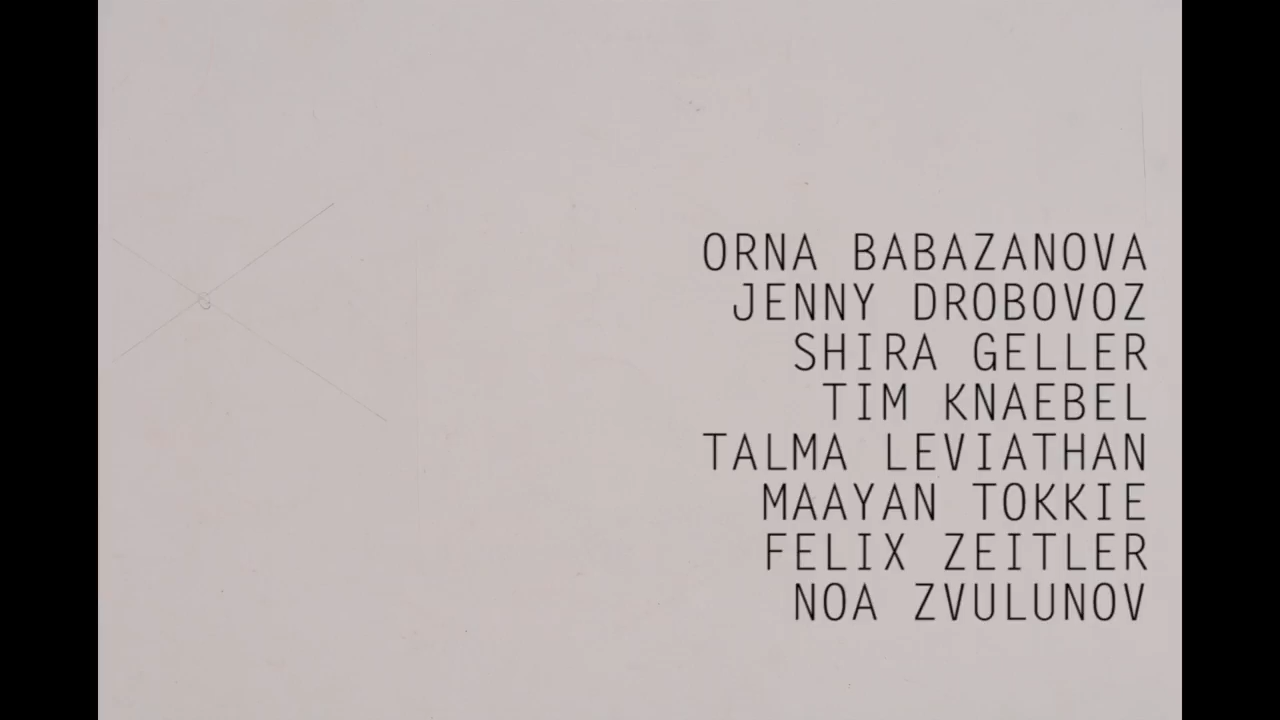 ORNA BABAZANOVA
JENNY DROBOVOZ
SHIRA GELLER
TIM KNAEBEL
TALMA LEVIATHAN
MAAYAN TOKKIE
FELIX ZEITLER
NOA ZVULUNOV